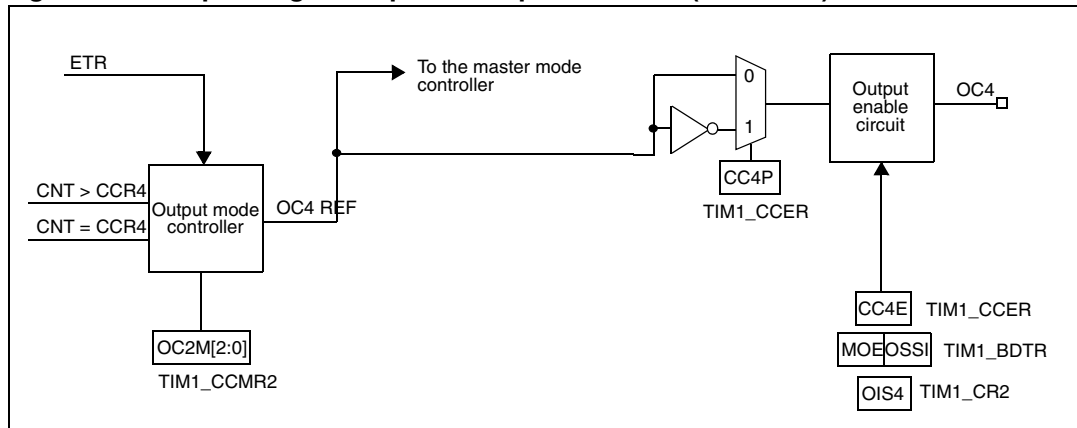 ETR
To the master mode
controller
0
1
Output
enable
circuit
OC4
CC4P
TIM1_CCER
CNT > CCR4
CNT = CCR4
Output mode
controller
OC4 REF
OC2M[2:0]
TIM1_CCMR2
CC4E TIM1_CCER
MOE OSSI TIM1_BDTR
OIS4 TIM1_CR2